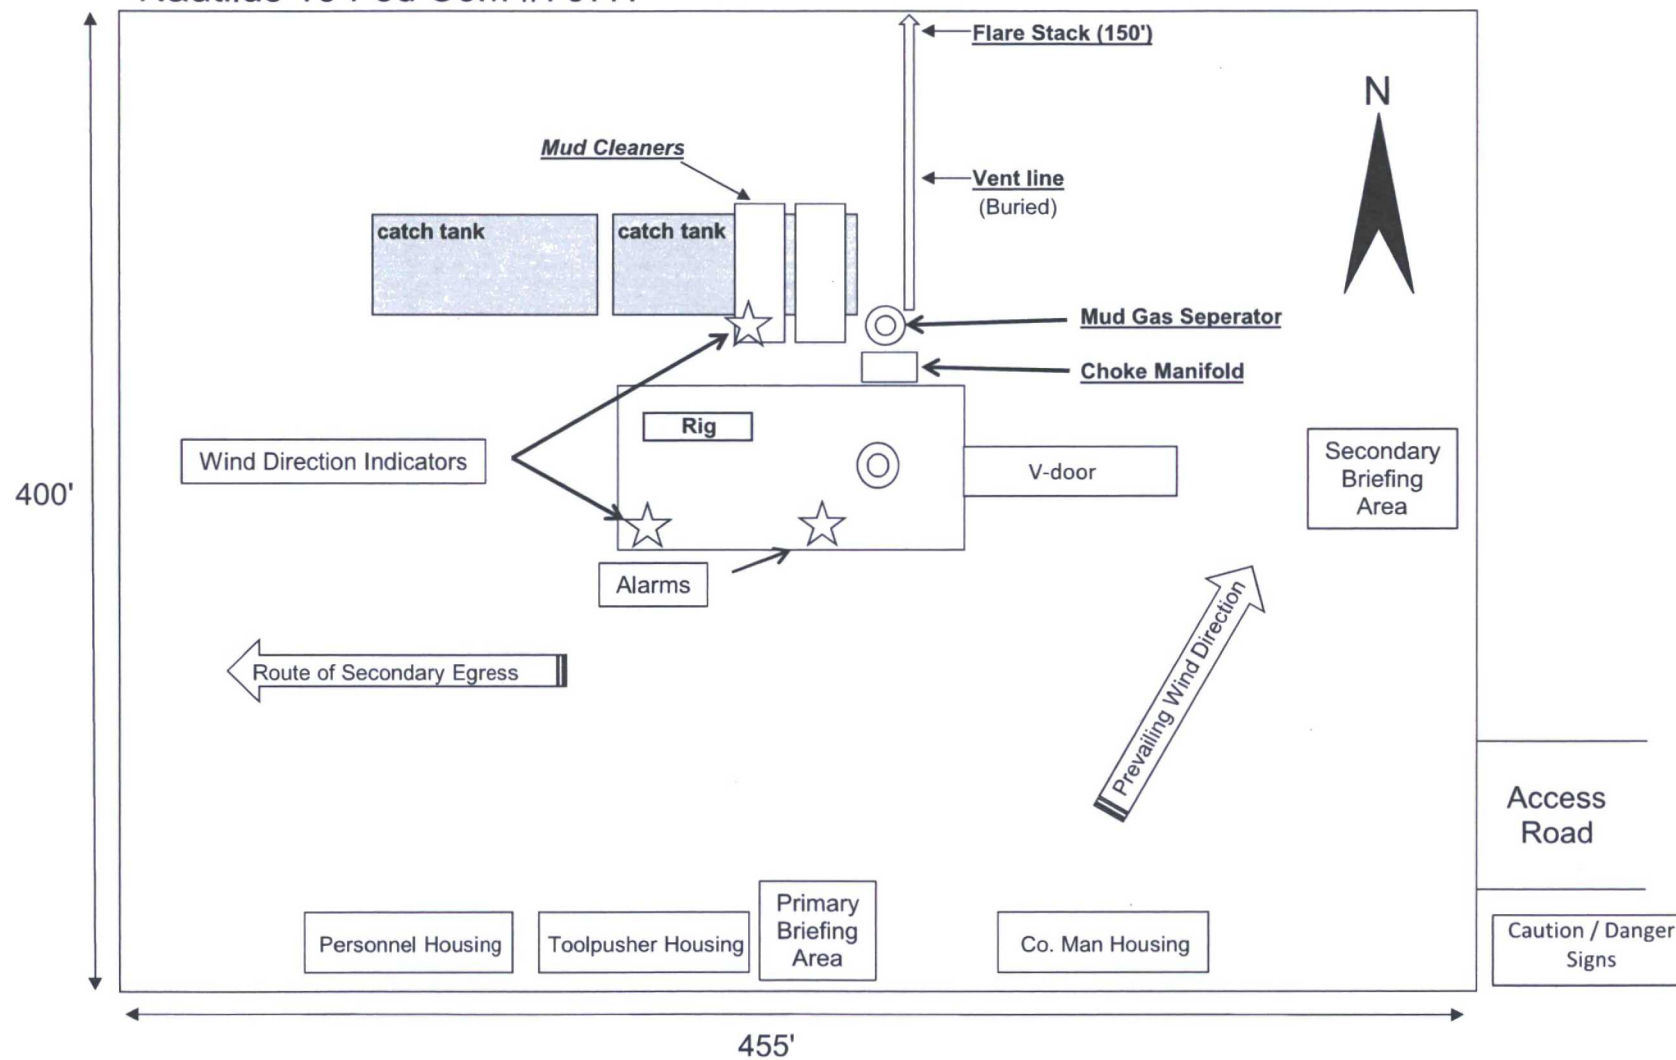 Flare Stack (150')
N
Mud Cleaners
Vent line
(Buried)
catch tank
catch tank
Mud Gas Seperator
Choke Manifold
Rig
Wind Direction Indicators
V-door
Secondary
Briefing
Area
400'
Alarms
Prevailing Wind Direction
Route of Secondary Egress
Access
Road
Primary
Briefing
Area
Personnel Housing
Toolpusher Housing
Co. Man Housing
Caution / Danger
Signs
455'